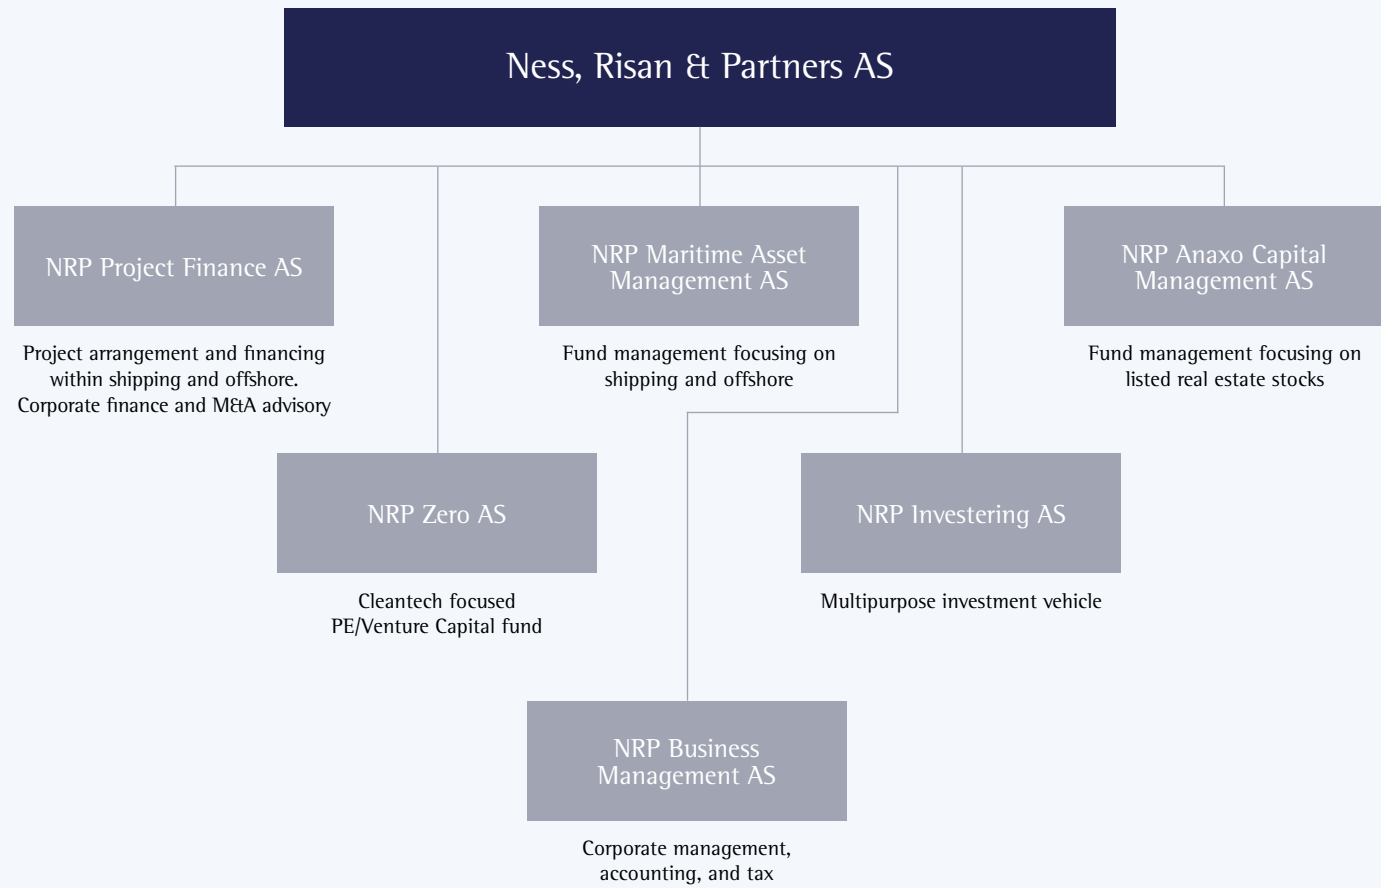 Ness, Risan & Partners AS
NRP Project Finance AS
Project arrangement and financing
within shipping and offshore.
Corporate finance and M&A advisory
NRP Maritime Asset
Management AS
Fund management focusing on
shipping and offshore
NRP Anaxo Capital
Management AS
Fund management focusing on
listed real estate stocks
NRP Zero AS
Cleantech focused
PE/Venture Capital fund
NRP Investering AS
Multipurpose investment vehicle
NRP Business
Management AS
Corporate management,
accounting, and tax